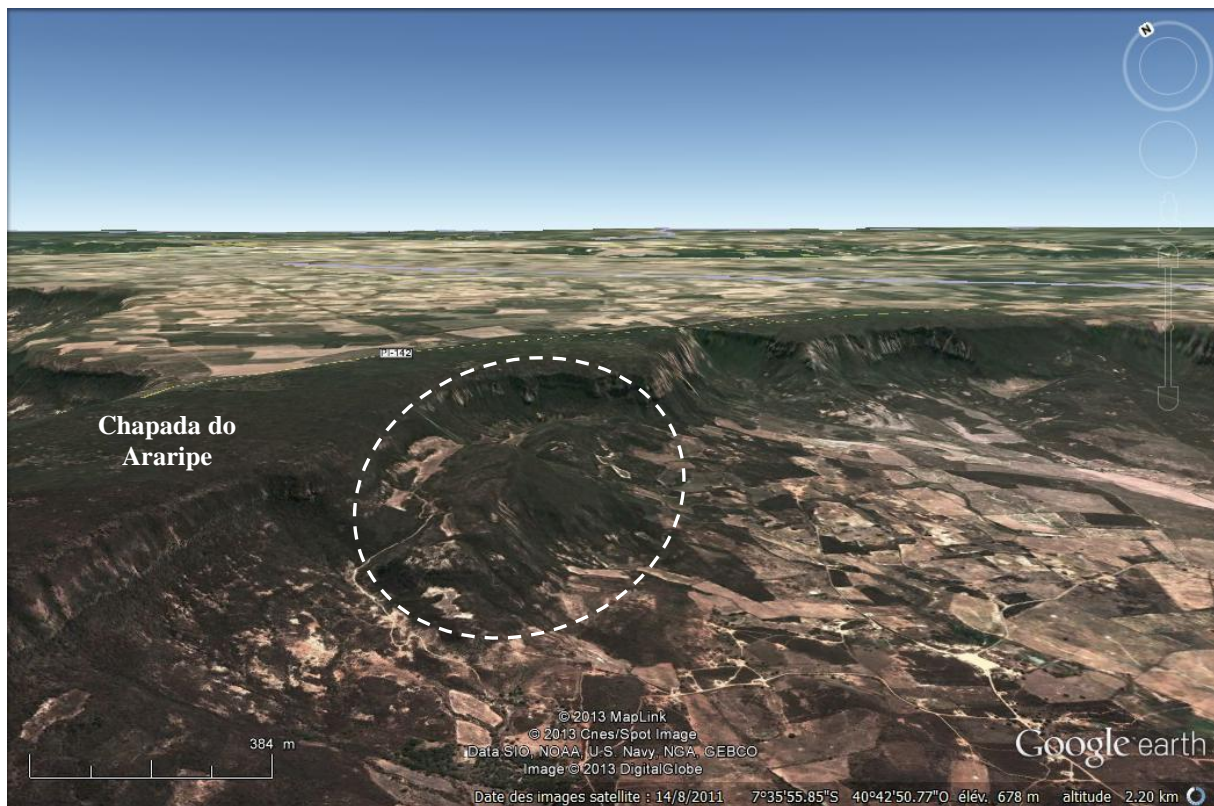 N
PI-142
Chapada do
Araripe
© 2013 MapLink
© 2013 Cnes/Spot Image
Data SIO, NOAA, U.S. Navy, NGA, GEBCO
Image © 2013 DigitalGlobe
384 m
Google earth
Date des images satellite : 14/8/2011 7°35'55.85"S 40°42'50.77"O élév. 678 m altitude 2.20 km